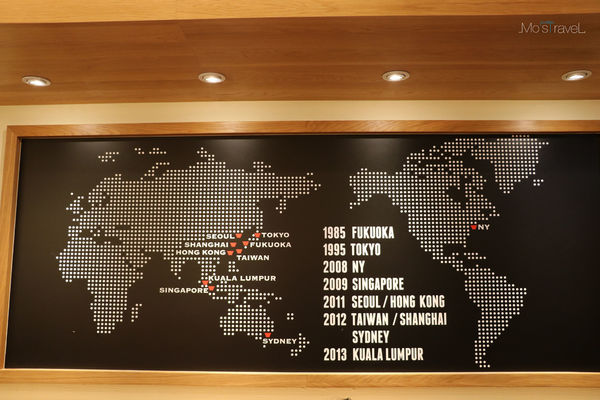 Mo'sTraveL
SEOUL
TOKYO
SHANGHAI
FUKUOKA
HONG KONG
TAIWAN
KUALA LUMPUR
SINGAPORE
SYDNEY
NY
1985 FUKUOKA
1995 TOKYO
2008 NY
2009 SINGAPORE
2011 SEOUL / HONG KONG
2012 TAIWAN / SHANGHAI
SYDNEY
2013 KUALA LUMPUR